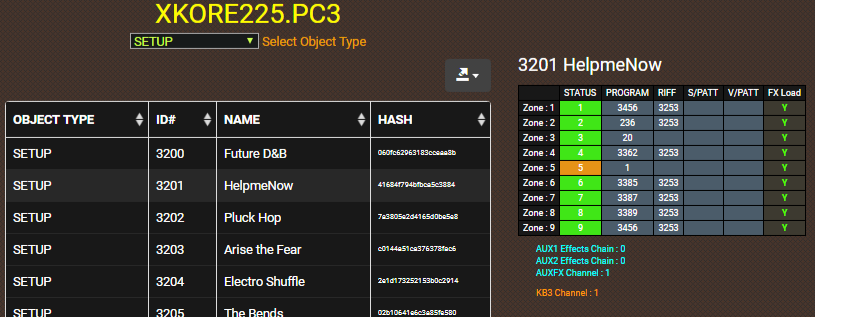 XKORE225.PC3
SETUP Select Object Type
OBJECT TYPE ID# NAME HASH
SETUP 3200 Future D&B 060fc62963183cceaa8b
SETUP 3201 HelpmeNow 41684f794bfbca5c3884
SETUP 3202 Pluck Hop 7a3805e2d4165d0be5e8
SETUP 3203 Arise the Fear c0144a51ca376378fec6
SETUP 3204 Electro Shuffle 2e1d173252153b0c2914
SETUP 3205 The Bends 02b10641e6c3a85fe580
3201 HelpmeNow
STATUS PROGRAM RIFF S/PATT V/PATT FX Load
Zone : 1 1 3456 3253 Y
Zone : 2 2 236 3253 Y
Zone : 3 3 20 Y
Zone : 4 4 3362 3253 Y
Zone : 5 5 1 Y
Zone : 6 6 3385 3253 Y
Zone : 7 7 3387 3253 Y
Zone : 8 8 3389 3253 Y
Zone : 9 9 3456 3253 Y
AUX1 Effects Chain : 0
AUX2 Effects Chain : 0
AUXFX Channel : 1
KB3 Channel : 1